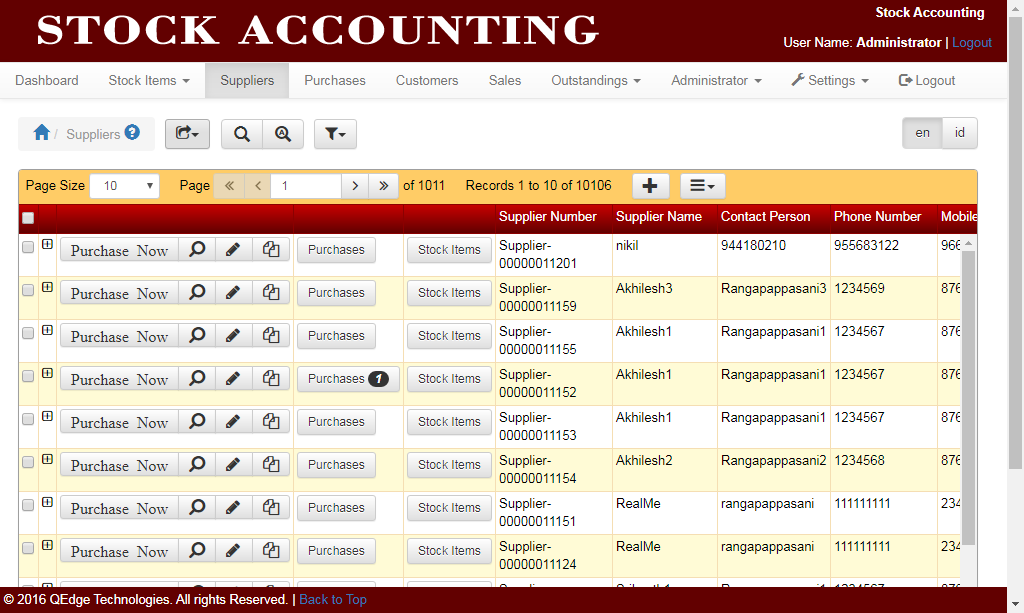 STOCK ACCOUNTING
Stock Accounting
User Name: Administrator | Logout
Dashboard Stock Items Suppliers Purchases Customers Sales Outstandings Administrator Settings Logout
/ Suppliers ?
en id
Page Size 10 Page « < 1 > » of 1011 Records 1 to 10 of 10106
Supplier Number Supplier Name Contact Person Phone Number Mobile
Purchase Now Purchases Stock Items Supplier-00000011201 nikil 944180210 955683122 966
Purchase Now Purchases Stock Items Supplier-00000011159 Akhilesh3 Rangapappasani3 1234569 876
Purchase Now Purchases Stock Items Supplier-00000011155 Akhilesh1 Rangapappasani1 1234567 876
Purchase Now Purchases 1 Stock Items Supplier-00000011152 Akhilesh1 Rangapappasani1 1234567 876
Purchase Now Purchases Stock Items Supplier-00000011153 Akhilesh1 Rangapappasani1 1234567 876
Purchase Now Purchases Stock Items Supplier-00000011154 Akhilesh2 Rangapappasani2 1234568 876
Purchase Now Purchases Stock Items Supplier-00000011151 RealMe rangapappasani 111111111 234
Purchase Now Purchases Stock Items Supplier-00000011124 RealMe rangapappasani 111111111 234
© 2016 QEdge Technologies. All rights Reserved. | Back to Top